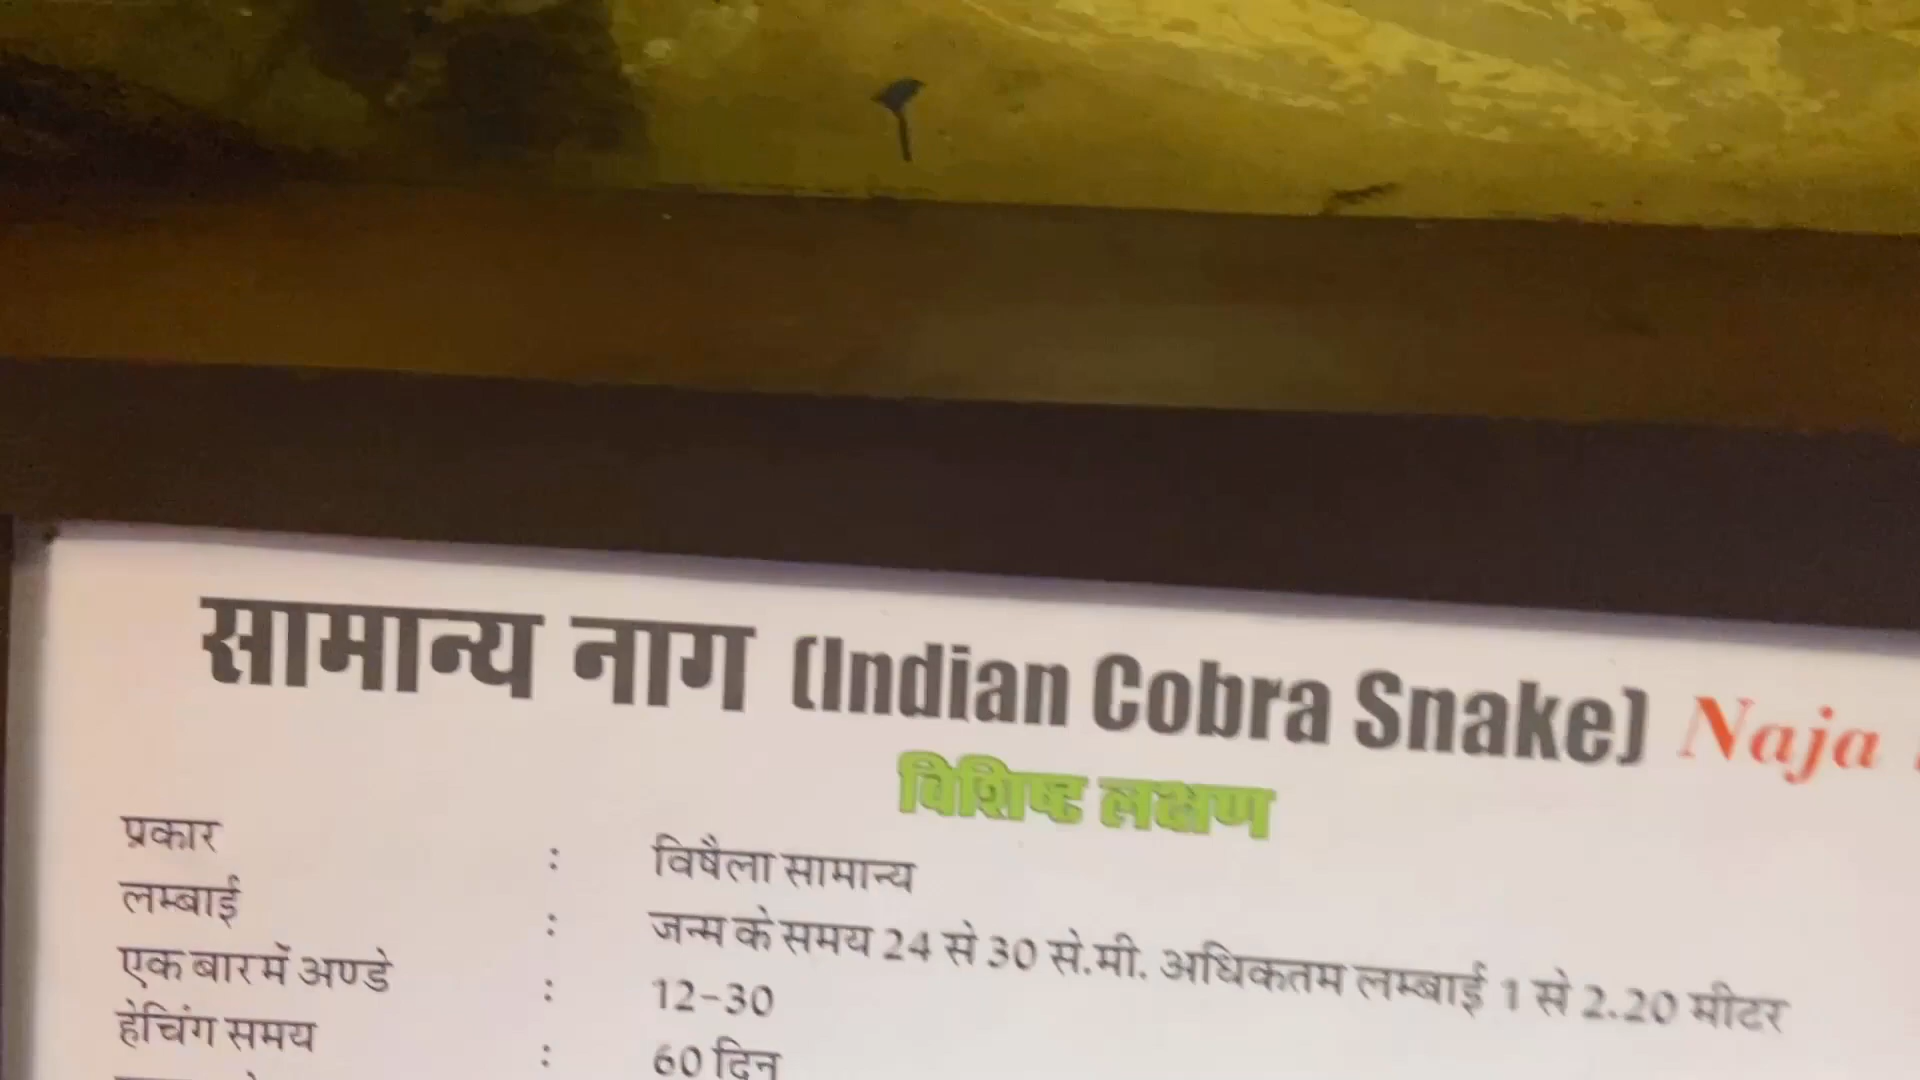 सामान्य नाग (Indian Cobra Snake) Naja
विशिष्ट लक्षण
प्रकार : विषैला सामान्य
लम्बाई : जन्म के समय 24 से 30 से.मी. अधिकतम लम्बाई 1 से 2.20 मीटर
एक बार में अण्डे : 12-30
हेचिंग समय : 60 दिन